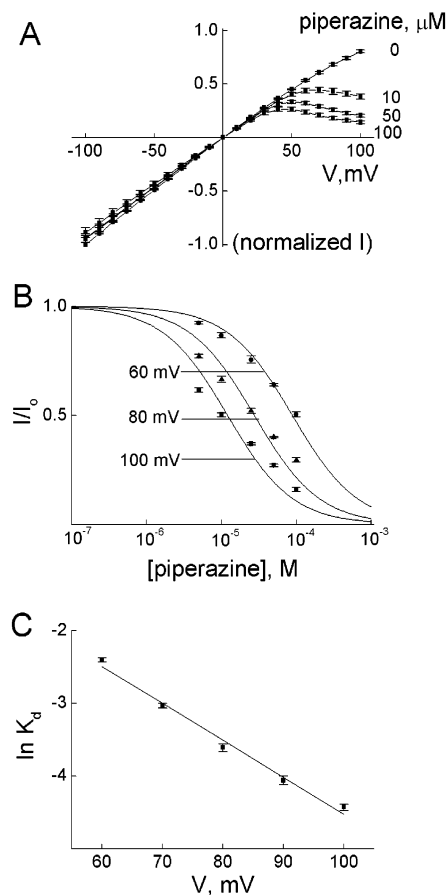 A
piperazine, µM
1.0
0
0.5
10
50
100
-100
-50
50
100
V,mV
-0.5
-1.0
(normalized I)
B
1.0
60 mV
I/Io
0.5
80 mV
100 mV
10-7
10-6
10-5
10-4
10-3
[piperazine], M
C
-2
-3
ln Kd
-4
60
70
80
90
100
V, mV